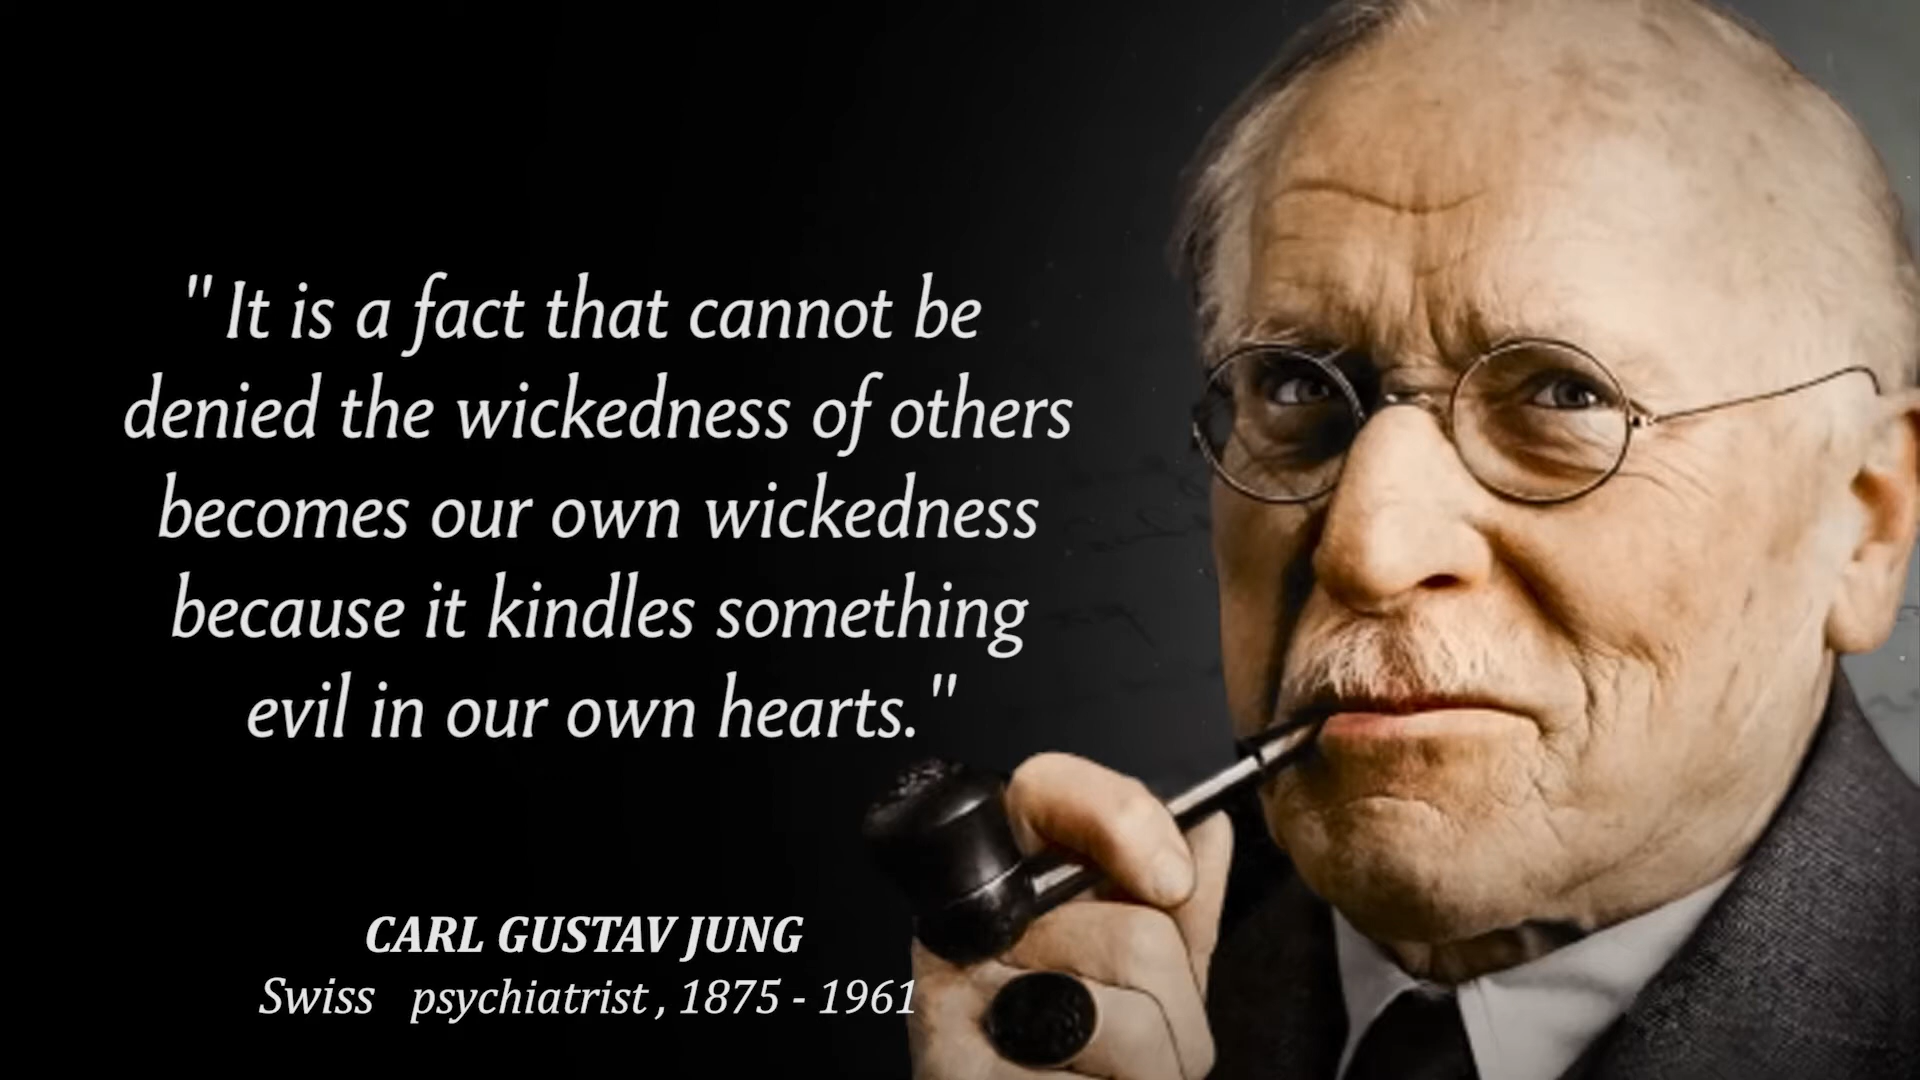 " It is a fact that cannot be
denied the wickedness of others
becomes our own wickedness
because it kindles something
evil in our own hearts. "
CARL GUSTAV JUNG
Swiss psychiatrist , 1875 - 1961